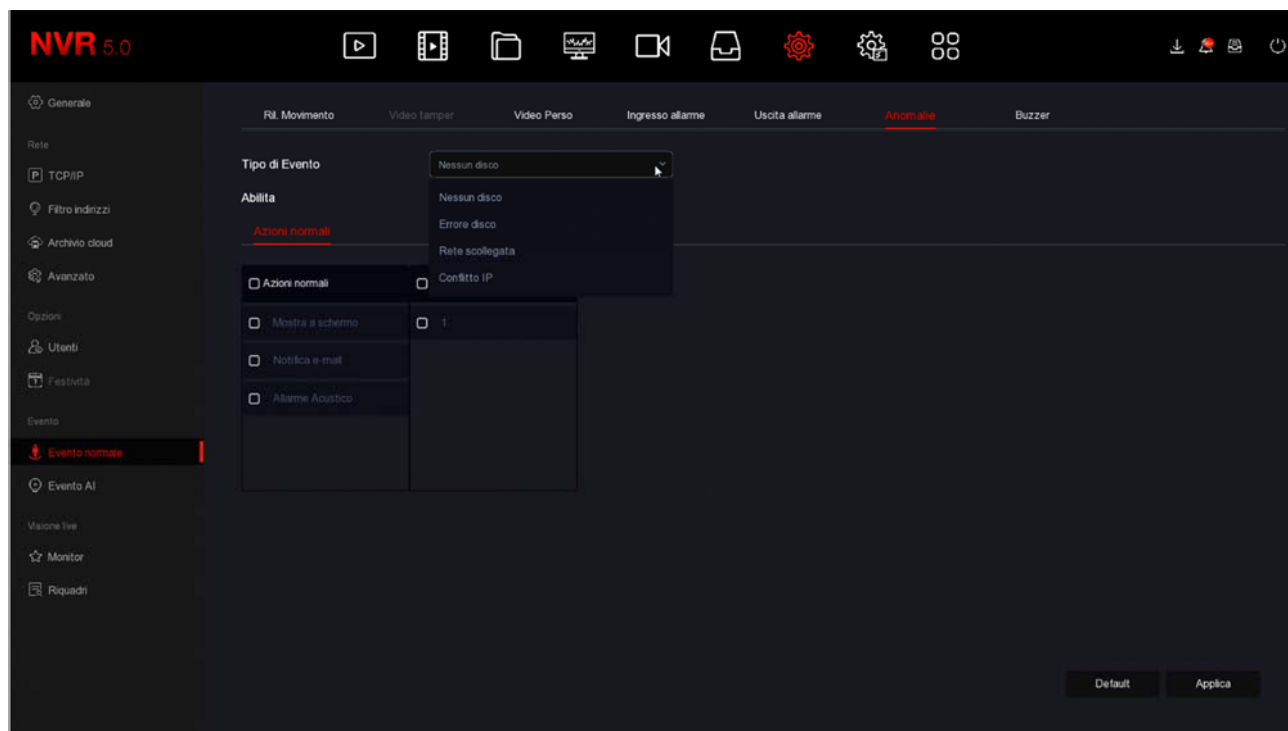 NVR 5.0
Generale
Rete
TCP/IP
Filtro indirizzi
Archivio cloud
Avanzato
Opzioni
Utenti
Festività
Evento
Evento normale
Evento AI
Visione live
Monitor
Riquadri
Ril. Movimento Video tamper Video Perso Ingresso allarme Uscita allarme Anomalie Buzzer
Tipo di Evento Nessun disco
Abilita
Nessun disco
Errore disco
Rete scollegata
Conflitto IP
Azioni normali
Azioni normali
Mostra a schermo 1
Notifica e-mail
Allarme Acustico
Default Applica